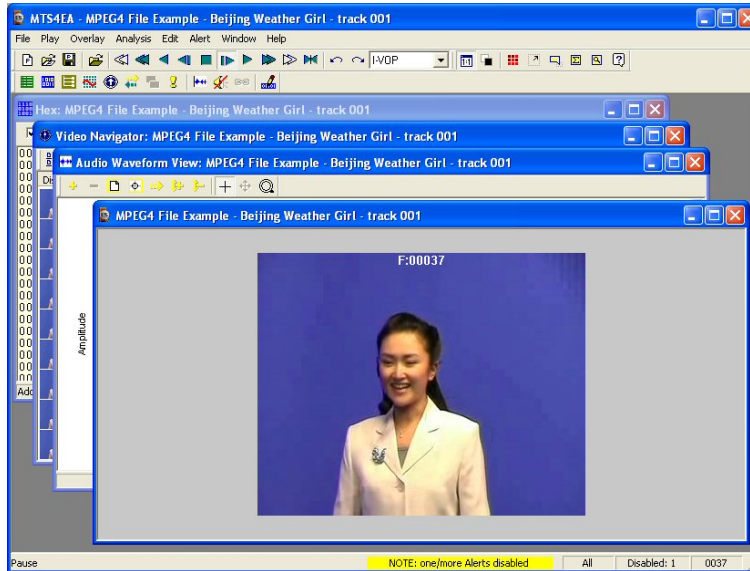 MTS4EA - MPEG4 File Example - Beijing Weather Girl - track 001
File Play Overlay Analysis Edit Alert Window Help
I-VOP
Hex: MPEG4 File Example - Beijing Weather Girl - track 001
Video Navigator: MPEG4 File Example - Beijing Weather Girl - track 001
Audio Waveform View: MPEG4 File Example - Beijing Weather Girl - track 001
MPEG4 File Example - Beijing Weather Girl - track 001
F:00037
Amplitude
Pause NOTE: one/more Alerts disabled All Disabled: 1 0037